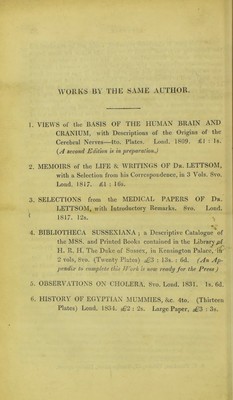 WORKS BY THE SAME AUTHOR.
1. VIEWS of the BASIS OF THE HUMAN BRAIN AND
CRANIUM, with Descriptions of the Origins of the
Cerebral Nerves—4to. Plates. Lond. 1809. £1 : 1s.
(A second Edition is in preparation.)
2. MEMOIRS of the LIFE & WRITINGS OF Dr. LETTSOM,
with a Selection from his Correspondence, in 3 Vols. 8vo.
Lond. 1817. £1 : 16s.
3. SELECTIONS from the MEDICAL PAPERS OF Dr.
LETTSOM, with Introductory Remarks. 8vo. Lond.
1817. 12s.
4. BIBLIOTHECA SUSSEXIANA; a Descriptive Catalogue of
the MSS. and Printed Books contained in the Library of
H. R. H. The Duke of Sussex, in Kensington Palace, in
2 vols, 8vo. (Twenty Plates) £3 : 13s. : 6d. (An Ap-
pendix to complete this Work is now ready for the Press)
5. OBSERVATIONS ON CHOLERA. 8vo. Lond. 1831. 1s. 6d.
6. HISTORY OF EGYPTIAN MUMMIES, &c. 4to. (Thirteen
Plates) Lond. 1834. £2 : 2s. Large Paper, £3 : 3s.